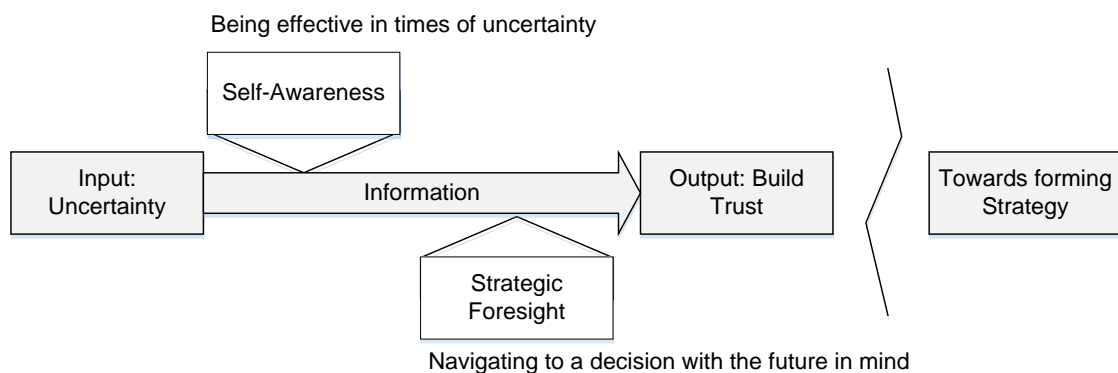 Being effective in times of uncertainty
Self-Awareness
Input:
Uncertainty
Information
Output: Build
Trust
Towards forming
Strategy
Strategic
Foresight
Navigating to a decision with the future in mind